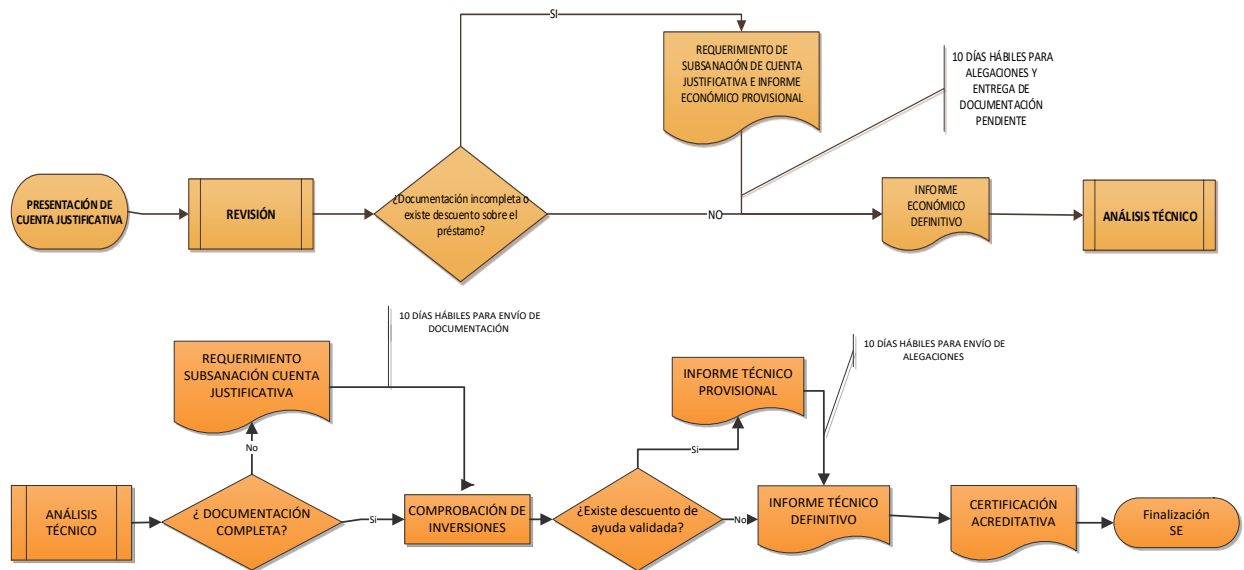 SI
REQUERIMIENTO DE
SUBSANACIÓN DE CUENTA
JUSTIFICATIVA E INFORME
ECONÓMICO PROVISIONAL
10 DÍAS HÁBILES PARA
ALEGACIONES Y
ENTREGA DE
DOCUMENTACIÓN
PENDIENTE
PRESENTACIÓN DE
CUENTA JUSTIFICATIVA
REVISIÓN
¿Documentación incompleta o
existe descuento sobre el
préstamo?
NO
INFORME
ECONÓMICO
DEFINITIVO
ANÁLISIS TÉCNICO
10 DÍAS HÁBILES PARA ENVÍO DE
DOCUMENTACIÓN
REQUERIMIENTO
SUBSANACIÓN CUENTA
JUSTIFICATIVA
INFORME TÉCNICO
PROVISIONAL
10 DÍAS HÁBILES PARA ENVÍO DE
ALEGACIONES
No
Si
ANÁLISIS
TÉCNICO
¿ DOCUMENTACIÓN
COMPLETA?
Si
COMPROBACIÓN DE
INVERSIONES
¿Existe descuento de
ayuda validada?
No
INFORME TÉCNICO
DEFINITIVO
CERTIFICACIÓN
ACREDITATIVA
Finalización
SE